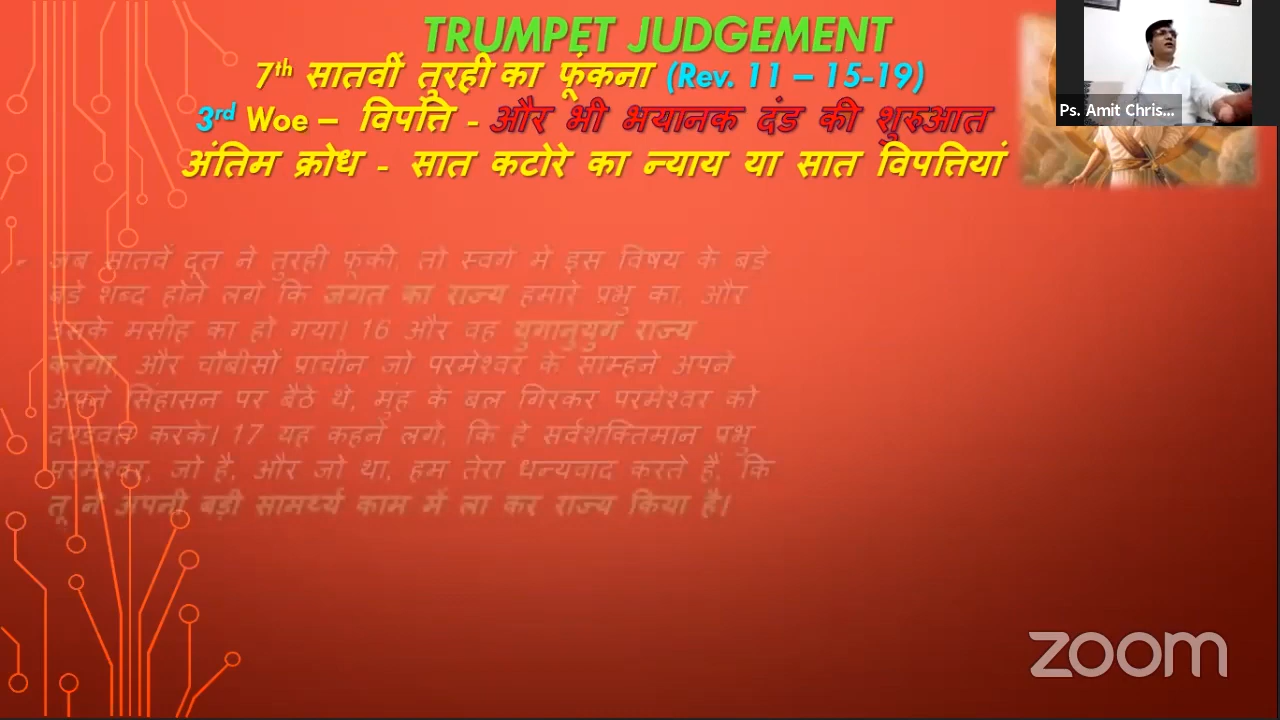 TRUMPET JUDGEMENT
7th सातवीं तुरही का फूंकना (Rev. 11 – 15-19)
3rd Woe – विपत्ति - और भी भयानक दंड की शुरुआत
अंतिम क्रोध - सात कटोरे का न्याय या सात विपतियां
Ps. Amit Chris...
जब सातवें दूत ने तुरही फूंकी, तो स्वर्ग में इस विषय के बड़े
बड़े शब्द होने लगे कि जगत का राज्य हमारे प्रभु का, और
उसके मसीह का हो गया। 16 और वह युगानुयुग राज्य
करेगा, और चौबीसों प्राचीन जो परमेश्वर के साम्हने अपने
अपने सिंहासन पर बैठे थे, मुंह के बल गिरकर परमेश्वर को
दण्डवत करके। 17 यह कहने लगे, कि हे सर्वशक्तिमान प्रभु
परमेश्वर, जो है, और जो था, हम तेरा धन्यवाद करते हैं, कि
तू ने अपनी बड़ी सामर्थ्य काम में ला कर राज्य किया है।
zoom